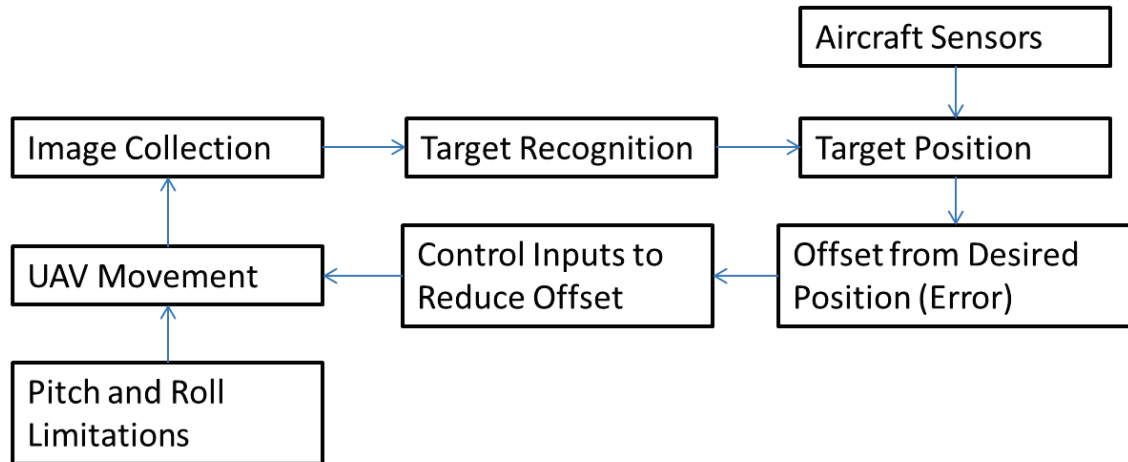 Aircraft Sensors
Image Collection
Target Recognition
Target Position
UAV Movement
Control Inputs to
Reduce Offset
Offset from Desired
Position (Error)
Pitch and Roll
Limitations